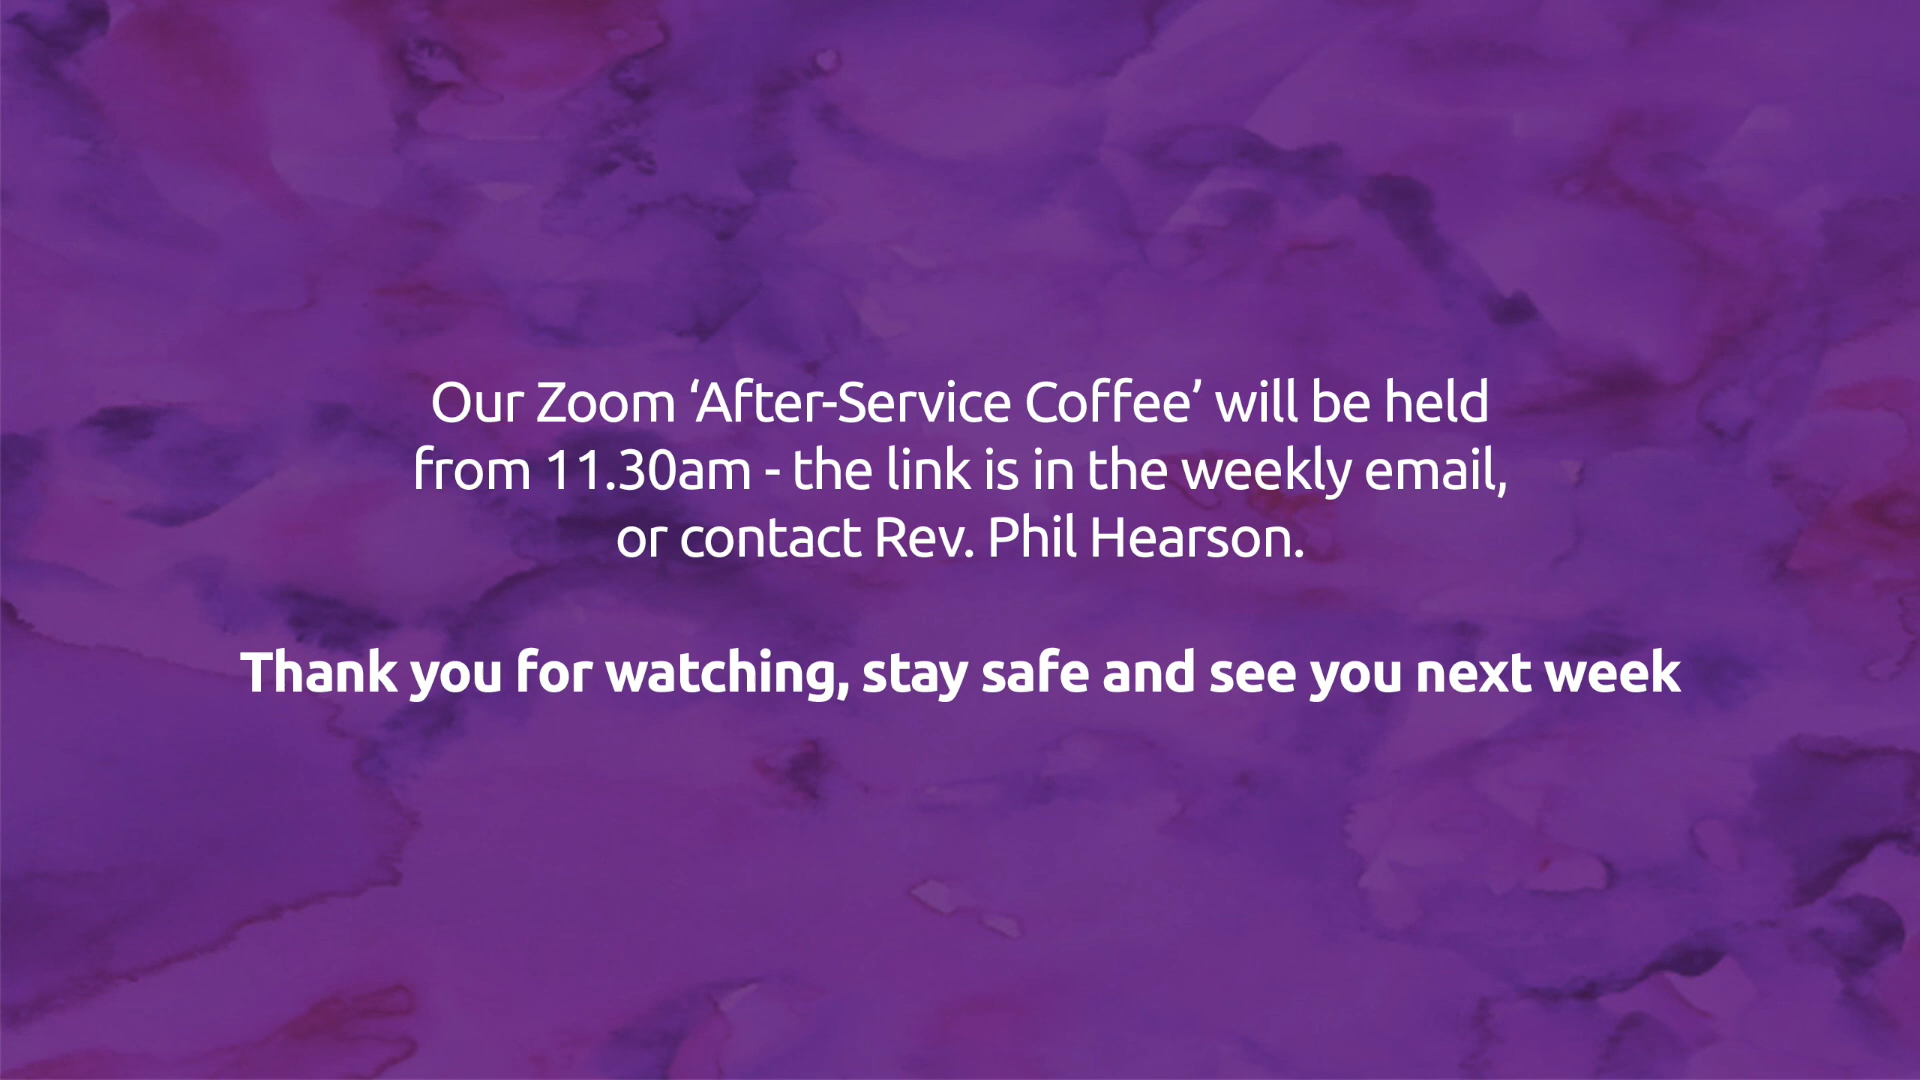 Our Zoom ‘After-Service Coffee’ will be held
from 11.30am - the link is in the weekly email,
or contact Rev. Phil Hearson.
Thank you for watching, stay safe and see you next week